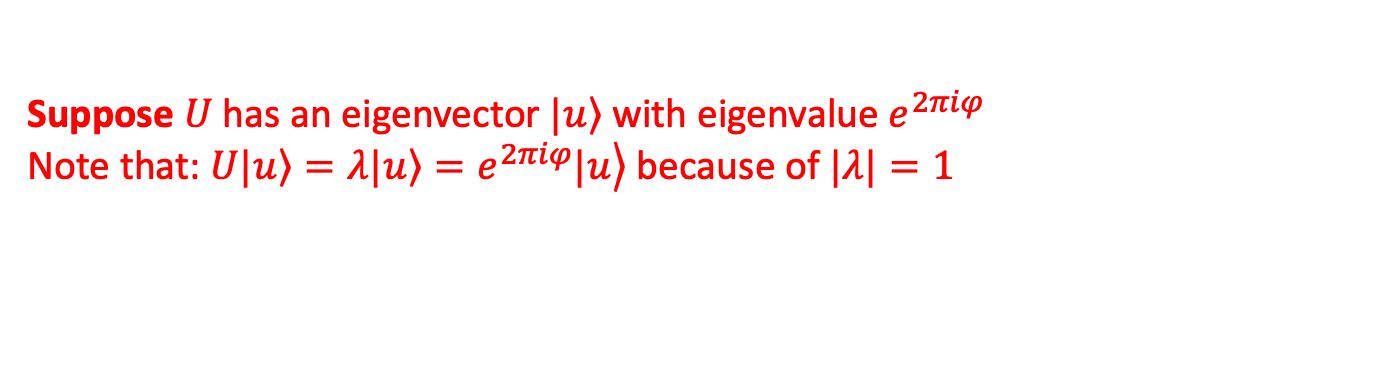 Suppose U has an eigenvector |u⟩ with eigenvalue e^{2πiφ}
Note that: U|u⟩ = λ|u⟩ = e^{2πiφ}|u⟩ because of |λ| = 1